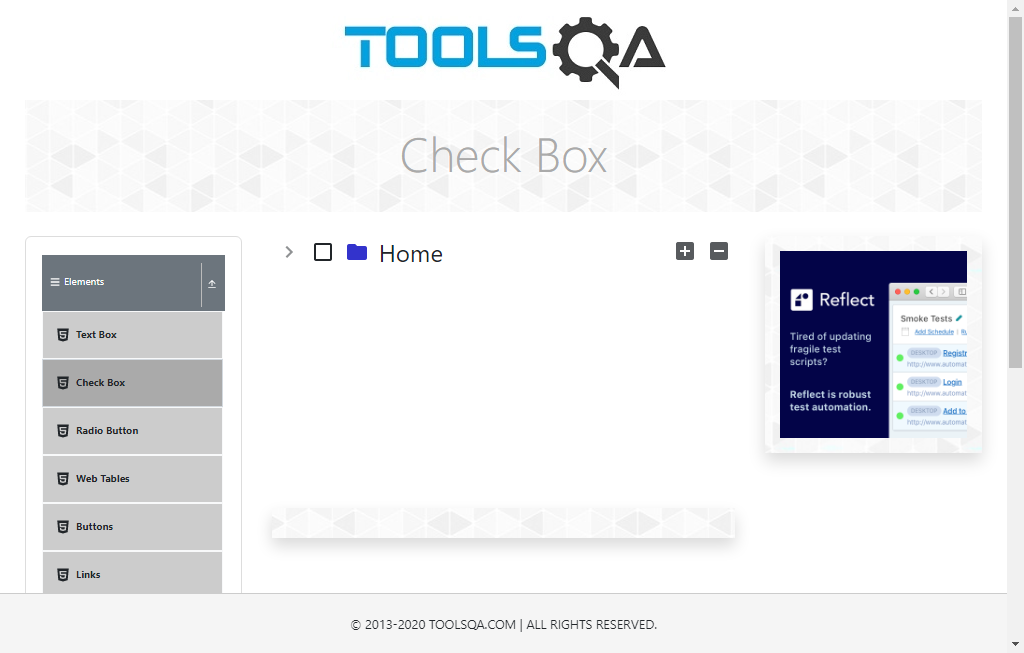 TOOLSQA
Check Box
Elements
Text Box
Check Box
Radio Button
Web Tables
Buttons
Links
Home
Reflect
Tired of updating
fragile test
scripts?
Reflect is robust
test automation.
Smoke Tests
Add Schedule |
DESKTOP Registr
http://www.automat
DESKTOP Login
http://www.automat
DESKTOP Add to
http://www.automat
© 2013-2020 TOOLSQA.COM | ALL RIGHTS RESERVED.